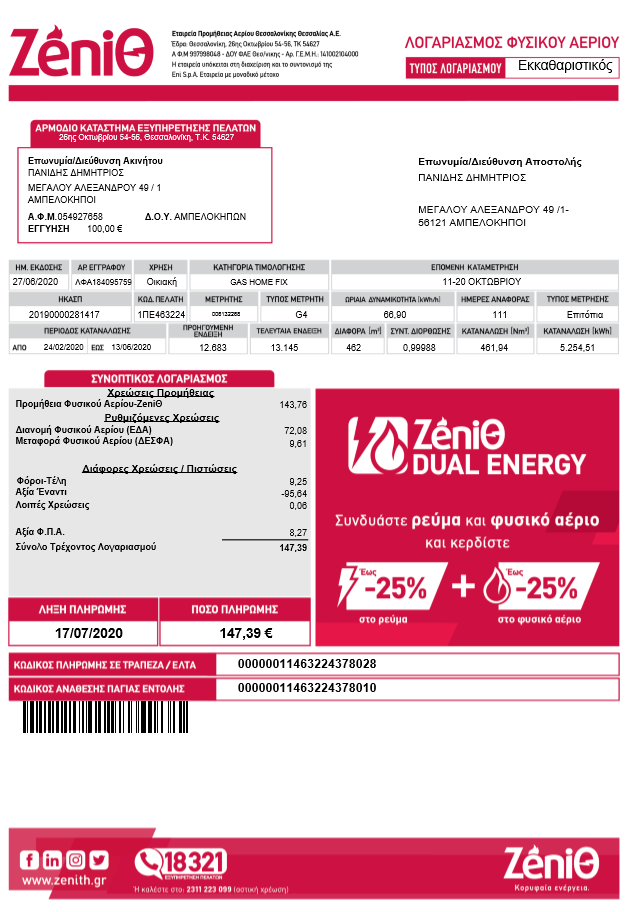 ZéniΘ
Εταιρεία Προμήθειας Αερίου Θεσσαλονίκης Θεσσαλίας Α.Ε.
Έδρα: Θεσσαλονίκη, 26ης Οκτωβρίου 54-56, ΤΚ 54627
Α.Φ.Μ 997998048 - ΔΟΥ ΦΑΕ Θεσ/νίκης - Αρ. Γ.Ε.Μ.Η.: 141002104000
Η εταιρεία υπόκειται στη διαχείριση και το συντονισμό της
Eni S.p.A. Εταιρεία με μοναδικό μέτοχο
ΛΟΓΑΡΙΑΣΜΟΣ ΦΥΣΙΚΟΥ ΑΕΡΙΟΥ
ΤΥΠΟΣ ΛΟΓΑΡΙΑΣΜΟΥ Εκκαθαριστικός
ΑΡΜΟΔΙΟ ΚΑΤΑΣΤΗΜΑ ΕΞΥΠΗΡΕΤΗΣΗΣ ΠΕΛΑΤΩΝ
26ης Οκτωβρίου 54-56, Θεσσαλονίκη, Τ.Κ. 54627
Επωνυμία/Διεύθυνση Ακινήτου
ΠΑΝΙΔΗΣ ΔΗΜΗΤΡΙΟΣ
ΜΕΓΑΛΟΥ ΑΛΕΞΑΝΔΡΟΥ 49 / 1
ΑΜΠΕΛΟΚΗΠΟΙ
Α.Φ.Μ.054927658 Δ.Ο.Υ. ΑΜΠΕΛΟΚΗΠΩΝ
ΕΓΓΥΗΣΗ 100,00 €
Επωνυμία/Διεύθυνση Αποστολής
ΠΑΝΙΔΗΣ ΔΗΜΗΤΡΙΟΣ
ΜΕΓΑΛΟΥ ΑΛΕΞΑΝΔΡΟΥ 49 /1-
56121 ΑΜΠΕΛΟΚΗΠΟΙ
ΗΜ. ΕΚΔΟΣΗΣ ΑΡ. ΕΓΓΡΑΦΟΥ ΧΡΗΣΗ ΚΑΤΗΓΟΡΙΑ ΤΙΜΟΛΟΓΗΣΗΣ ΕΠΟΜΕΝΗ ΚΑΤΑΜΕΤΡΗΣΗ
27/06/2020 ΛΦΑ184095759 Οικιακή GAS HOME FIX 11-20 ΟΚΤΩΒΡΙΟΥ
ΗΚΑΣΠ ΚΩΔ. ΠΕΛΑΤΗ ΜΕΤΡΗΤΗΣ ΤΥΠΟΣ ΜΕΤΡΗΤΗ ΩΡΙΑΙΑ ΔΥΝΑΜΙΚΟΤΗΤΑ (kWh/h) ΗΜΕΡΕΣ ΑΝΑΦΟΡΑΣ ΤΥΠΟΣ ΜΕΤΡΗΣΗΣ
20190000281417 1ΠΕ463224 006132265 G4 66,90 111 Επιτόπια
ΠΕΡΙΟΔΟΣ ΚΑΤΑΝΑΛΩΣΗΣ ΠΡΟΗΓΟΥΜΕΝΗ ΕΝΔΕΙΞΗ ΤΕΛΕΥΤΑΙΑ ΕΝΔΕΙΞΗ ΔΙΑΦΟΡΑ [m³] ΣΥΝΤ. ΔΙΟΡΘΩΣΗΣ ΚΑΤΑΝΑΛΩΣΗ [Nm³] ΚΑΤΑΝΑΛΩΣΗ [kWh]
ΑΠΟ 24/02/2020 ΕΩΣ 13/06/2020 12.683 13.145 462 0,99988 461,94 5.254,51
ΣΥΝΟΠΤΙΚΟΣ ΛΟΓΑΡΙΑΣΜΟΣ
Χρεώσεις Προμήθειας
Προμήθεια Φυσικού Αερίου-ZeniΘ 143,76
Ρυθμιζόμενες Χρεώσεις
Διανομή Φυσικού Αερίου (ΕΔΑ) 72,08
Μεταφορά Φυσικού Αερίου (ΔΕΣΦΑ) 9,61
Διάφορες Χρεώσεις / Πιστώσεις
Φόροι-Τέλη 9,25
Αξία Έναντι -95,64
Λοιπές Χρεώσεις 0,06
Αξία Φ.Π.Α. 8,27
Σύνολο Τρέχοντος Λογαριασμού 147,39
ΛΗΞΗ ΠΛΗΡΩΜΗΣ ΠΟΣΟ ΠΛΗΡΩΜΗΣ
17/07/2020 147,39 €
ZéniΘ
DUAL ENERGY
Συνδυάστε ρεύμα και φυσικό αέριο
και κερδίστε
Έως -25% + Έως -25%
στο ρεύμα στο φυσικό αέριο
ΚΩΔΙΚΟΣ ΠΛΗΡΩΜΗΣ ΣΕ ΤΡΑΠΕΖΑ / ΕΛΤΑ 00000011463224378028
ΚΩΔΙΚΟΣ ΑΝΑΘΕΣΗΣ ΠΑΓΙΑΣ ΕΝΤΟΛΗΣ 00000011463224378010
18321
ΕΞΥΠΗΡΕΤΗΣΗ ΠΕΛΑΤΩΝ
www.zenith.gr
Ή καλέστε στο: 2311 223 099 (αστική χρέωση)
ZéniΘ
Κορυφαία ενέργεια.